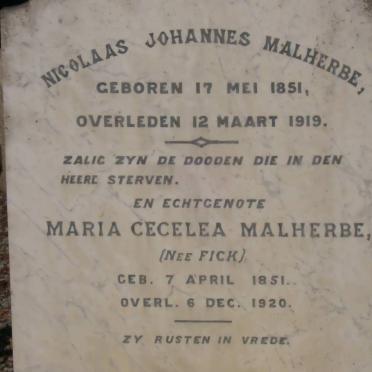 NICOLAAS JOHANNES MALHERBE,
GEBOREN 17 MEI 1851,
OVERLEDEN 12 MAART 1919.
ZALIG ZYN DE DOODEN DIE IN DEN
HEERE STERVEN.
EN ECHTGENOTE
MARIA CECELEA MALHERBE,
(NEE FICK)
GEB. 7 APRIL 1851.
OVERL. 6 DEC. 1920.
ZY RUSTEN IN VREDE.